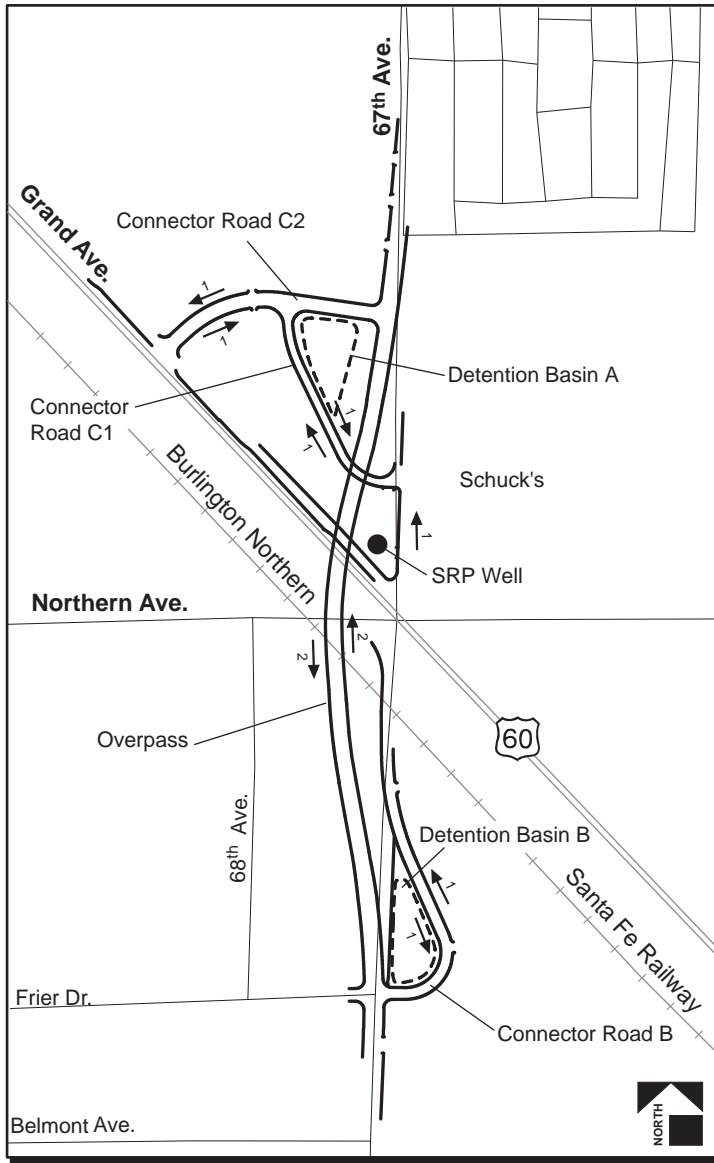 67th Ave.
Grand Ave.
Connector Road C2
1
1
Detention Basin A
Connector
Road C1
1
1
Burlington Northern
Schuck's
1
SRP Well
Northern Ave.
2
2
Overpass
60
68th Ave.
Detention Basin B
1
1
Santa Fe Railway
Frier Dr.
Connector Road B
NORTH
Belmont Ave.